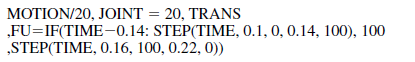 MOTION/20, JOINT = 20, TRANS
,FU=IF(TIME−0.14: STEP(TIME, 0.1, 0, 0.14, 100), 100
,STEP(TIME, 0.16, 100, 0.22, 0))